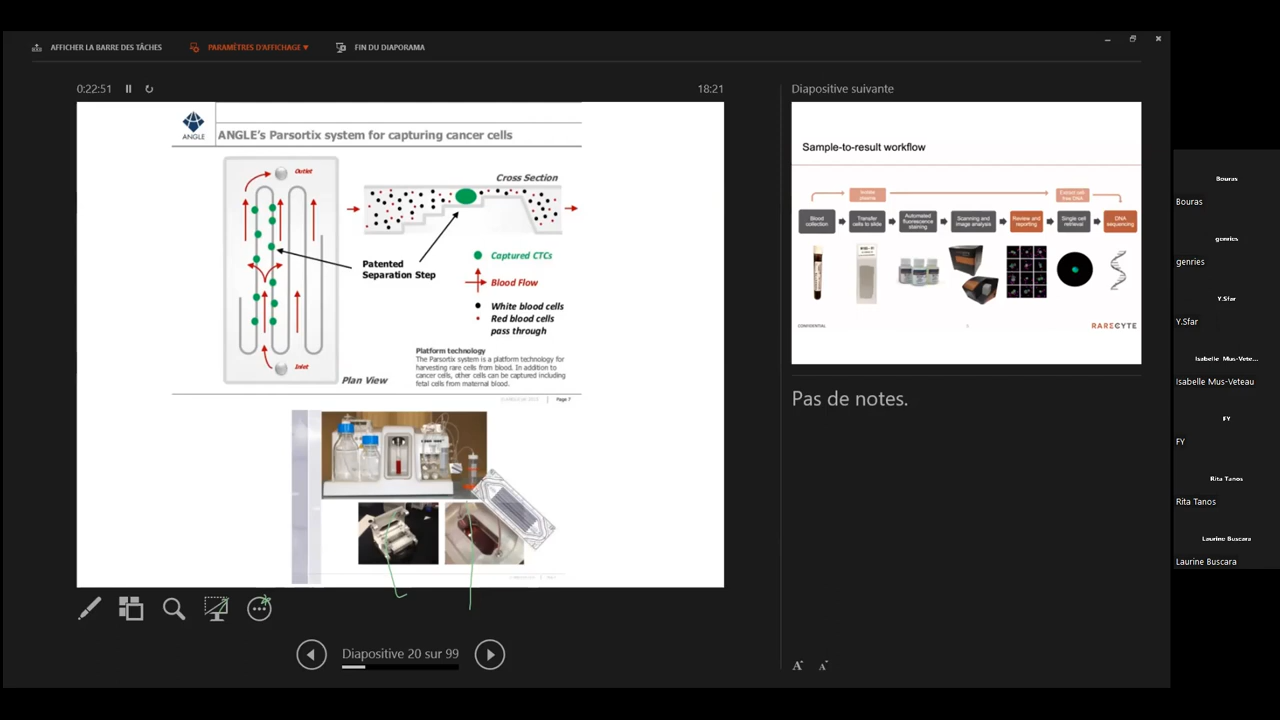 AFFICHER LA BARRE DES TÂCHES
PARAMÈTRES D'AFFICHAGE ▾
FIN DU DIAPORAMA
0:22:51
18:21
ANGLE
ANGLE's Parsortix system for capturing cancer cells
Outlet
Inlet
Plan View
Cross Section
Patented
Separation Step
Captured CTCs
Blood Flow
White blood cells
Red blood cells
pass through
Platform technology
The Parsortix system is a platform technology for
harvesting rare cells from blood. In addition to
cancer cells, other cells can be captured including
fetal cells from maternal blood.
Page 7
Diapositive 20 sur 99
Diapositive suivante
Sample-to-result workflow
Isolate
plasma
Extract cell
free DNA
Blood
collection
Transfer
cells to slide
Automated
fluorescence
staining
Scanning and
image analysis
Review and
reporting
Single cell
retrieval
DNA
sequencing
CONFIDENTIAL
RARECYTE
Pas de notes.
A A
Bouras
Bouras
genries
genries
Y.Sfar
Y.Sfar
Isabelle Mus-Vete...
Isabelle Mus-Veteau
FY
FY
Rita Tanos
Rita Tanos
Laurine Buscara
Laurine Buscara